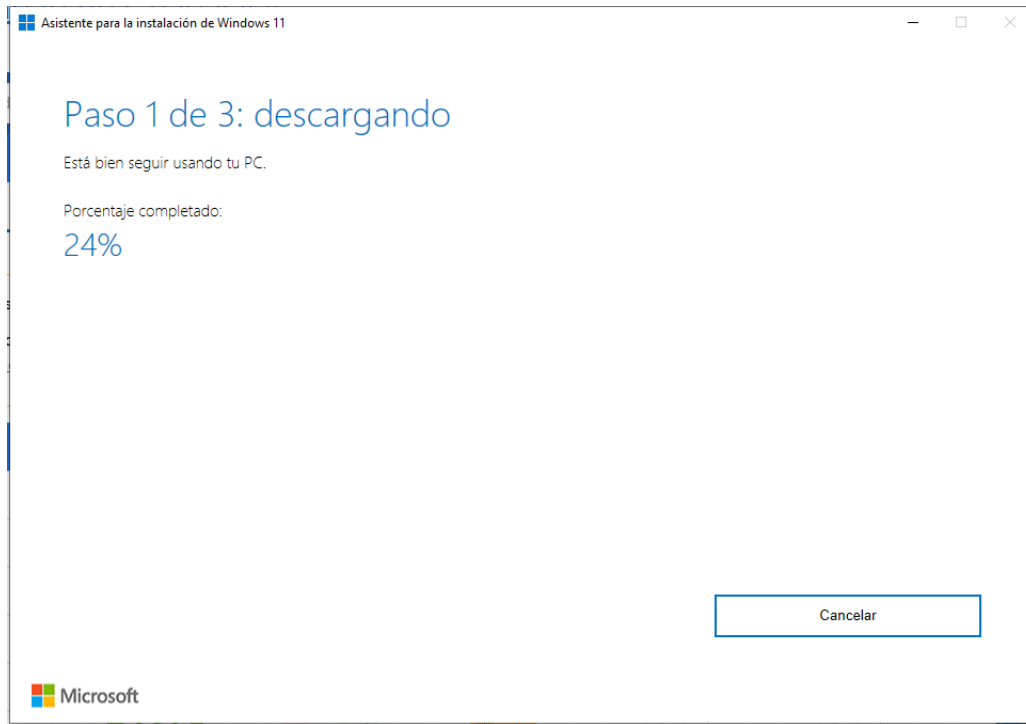 Asistente para la instalación de Windows 11
Paso 1 de 3: descargando
Está bien seguir usando tu PC.
Porcentaje completado:
24%
Cancelar
Microsoft